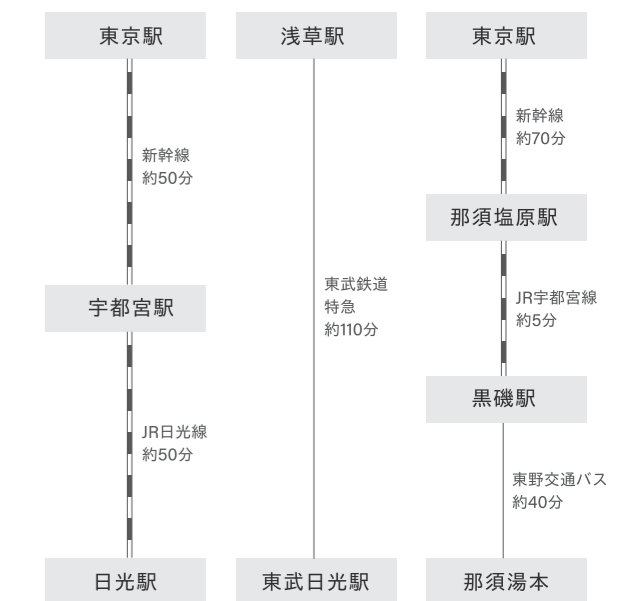 東京駅
新幹線
約50分
宇都宮駅
JR日光線
約50分
日光駅
浅草駅
東武鉄道
特急
約110分
東武日光駅
東京駅
新幹線
約70分
那須塩原駅
JR宇都宮線
約5分
黒磯駅
東野交通バス
約40分
那須湯本